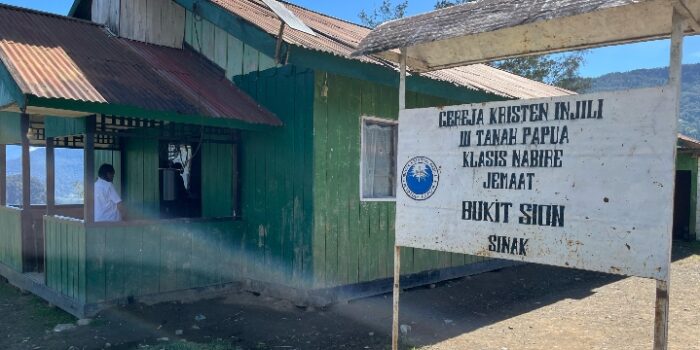 GEREJA KRISTEN INJILI
DI TANAH PAPUA
KLASIS NABIRE
JEMAAT
BUKIT SION
SINAK